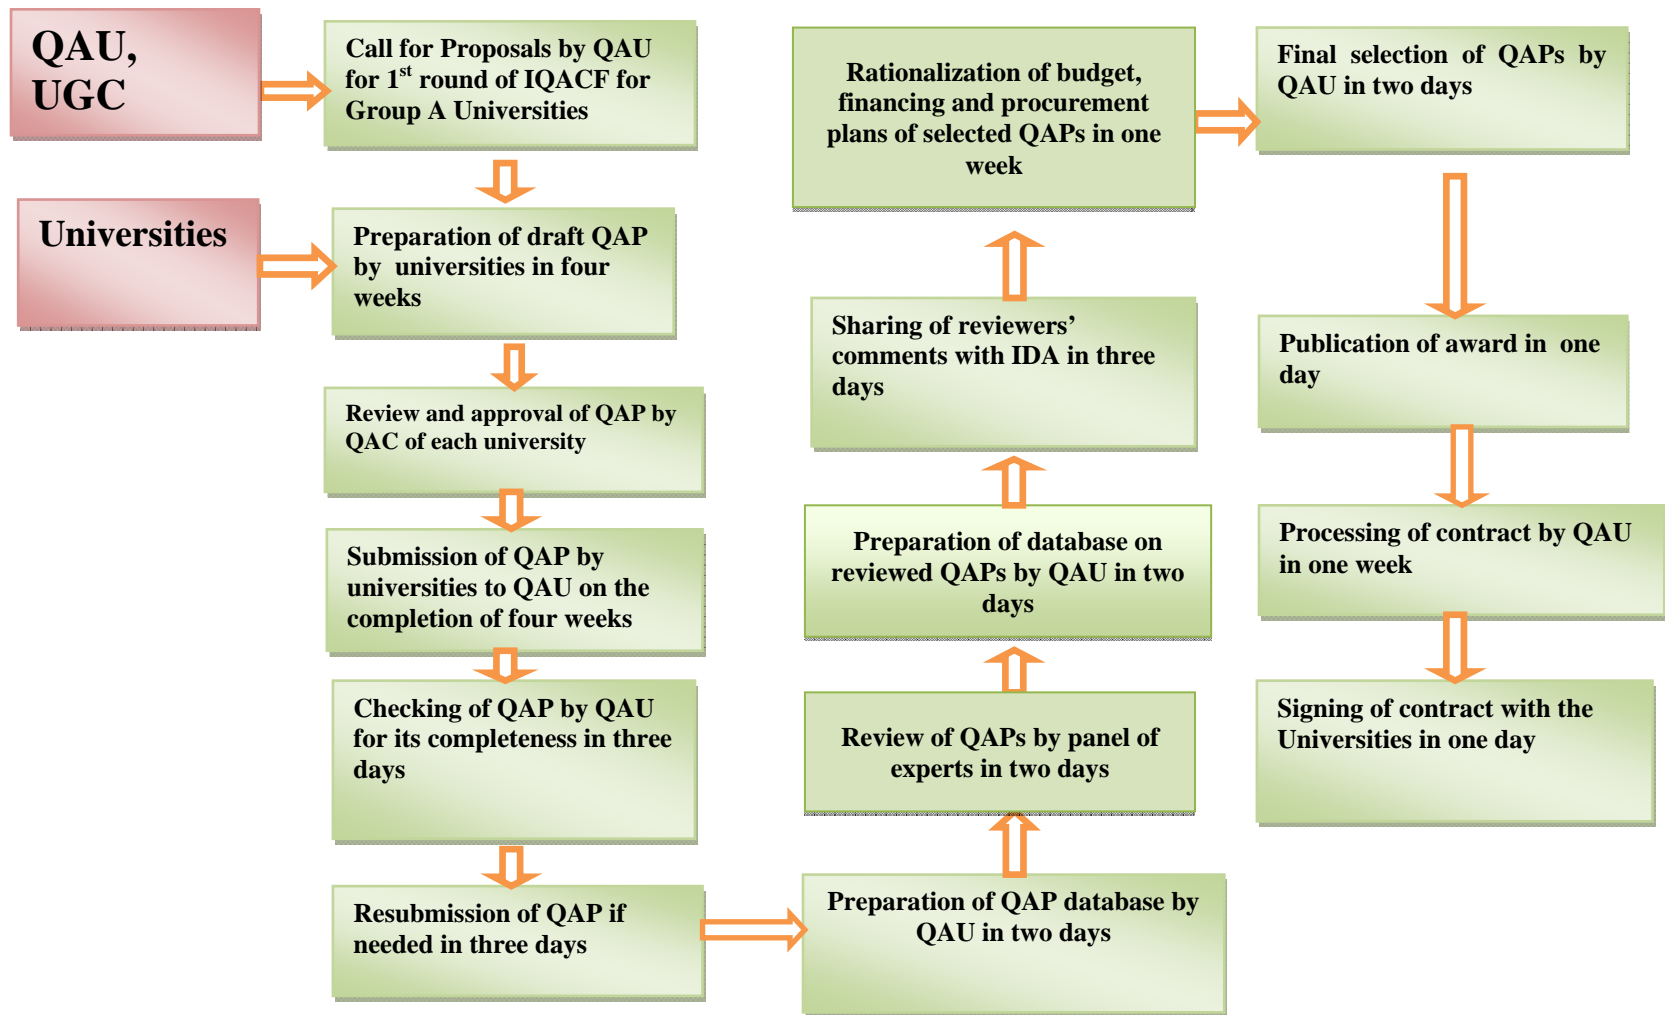 QAU,
UGC
Call for Proposals by QAU
for 1st round of IQACF for
Group A Universities
Universities
Preparation of draft QAP
by universities in four
weeks
Review and approval of QAP by
QAC of each university
Submission of QAP by
universities to QAU on the
completion of four weeks
Checking of QAP by QAU
for its completeness in three
days
Resubmission of QAP if
needed in three days
Preparation of QAP database by
QAU in two days
Review of QAPs by panel of
experts in two days
Preparation of database on
reviewed QAPs by QAU in two
days
Sharing of reviewers’
comments with IDA in three
days
Rationalization of budget,
financing and procurement
plans of selected QAPs in one
week
Final selection of QAPs by
QAU in two days
Publication of award in one
day
Processing of contract by QAU
in one week
Signing of contract with the
Universities in one day